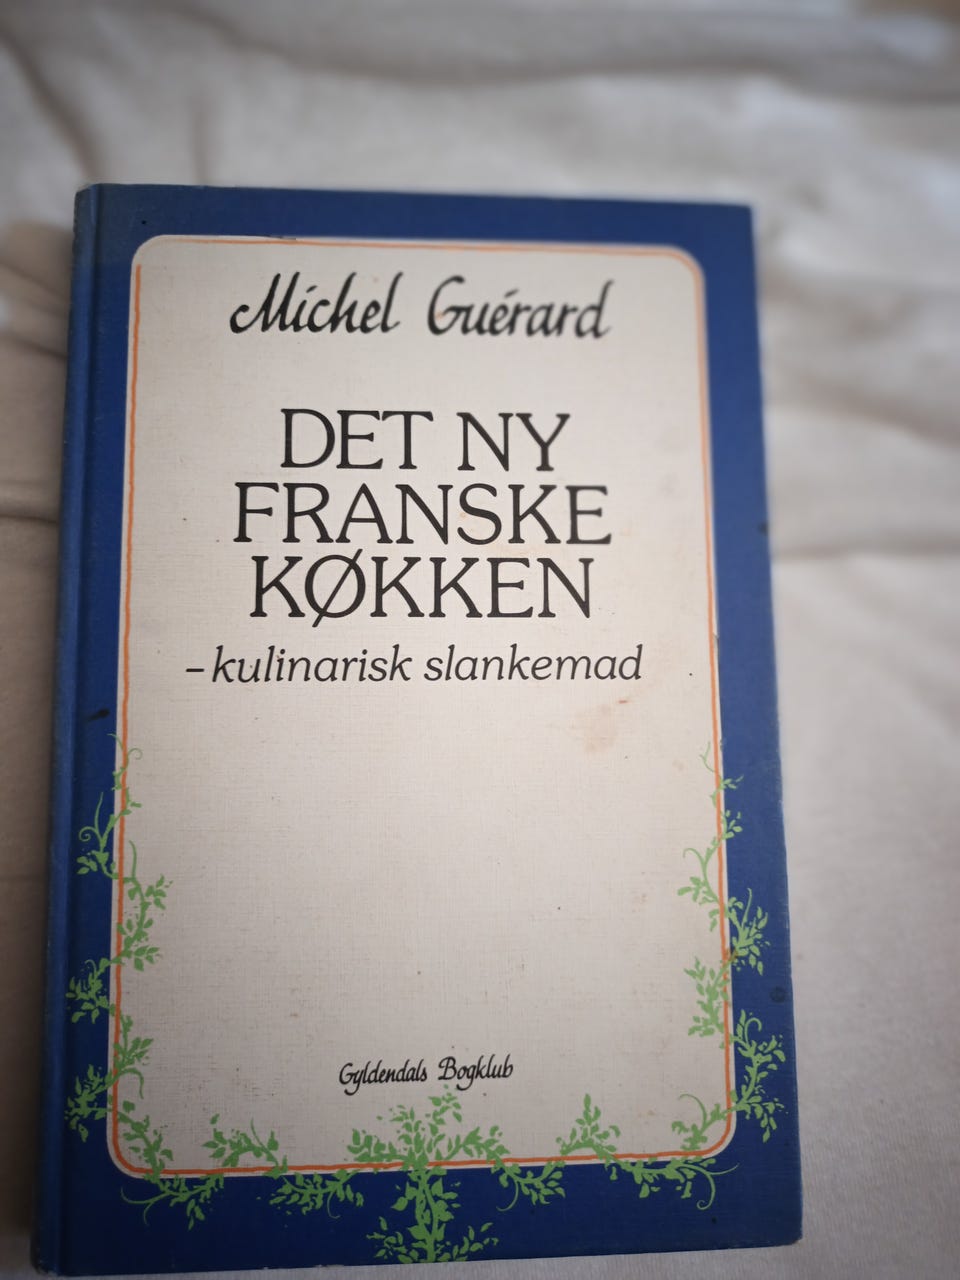 Michel Guérard
DET NY
FRANSKE
KØKKEN
– kulinarisk slankemad
Gyldendals Bogklub